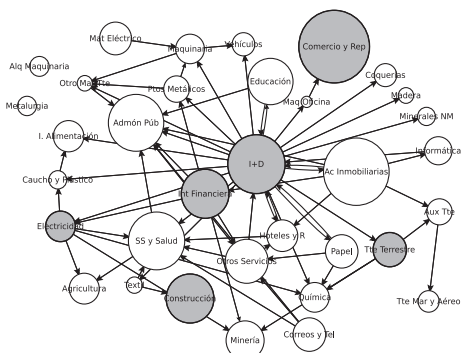 Mat Eléctrico
Maquinaria
Vehículos
Comercio y Rep
Alq Maquinaria
Otro Mat Tte
Ptos Metálicos
Educación
Coquerías
Maq Oficina
Madera
Metalurgia
Admón Púb
Minerales NM
I. Alimentación
Informática
I+D
Ac Inmobiliarias
Caucho y Plástico
Int Financiera
Electricidad
Aux Tte
SS y Salud
Hoteles y R
Otros Servicios
Papel
Tte Terrestre
Agricultura
Textil
Construcción
Química
Tte Mar y Aéreo
Minería
Correos y Tel